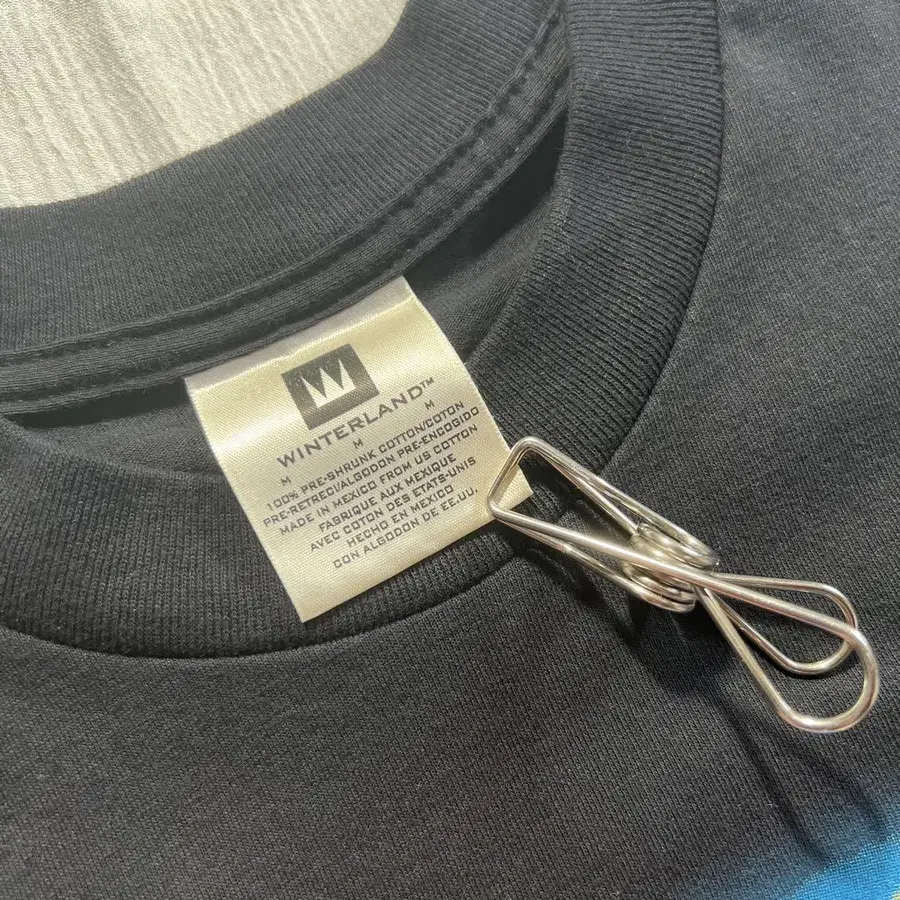 WINTERLAND™
M M M
100% PRE-SHRUNK COTTON/COTON
PRE-RETRECI/ALGODON PRE-ENCOGIDO
MADE IN MEXICO FROM US COTTON
FABRIQUE AUX MEXIQUE
AVEC COTON DES ETATS-UNIS
HECHO EN MEXICO
CON ALGODON DE EE.UU.